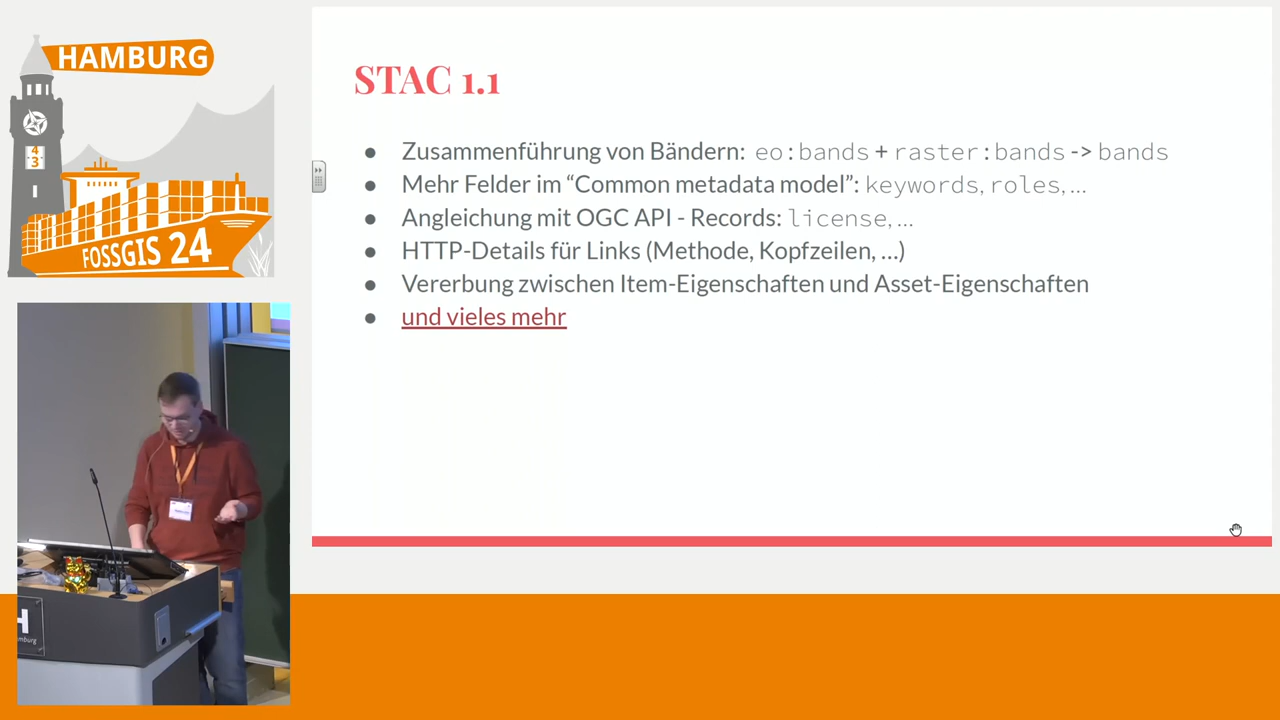 HAMBURG
4
3
FOSSGIS 24
STAC 1.1
● Zusammenführung von Bändern: eo:bands + raster:bands -> bands
● Mehr Felder im “Common metadata model”: keywords, roles, ...
● Angleichung mit OGC API - Records: license, ...
● HTTP-Details für Links (Methode, Kopfzeilen, ...)
● Vererbung zwischen Item-Eigenschaften und Asset-Eigenschaften
● und vieles mehr
H